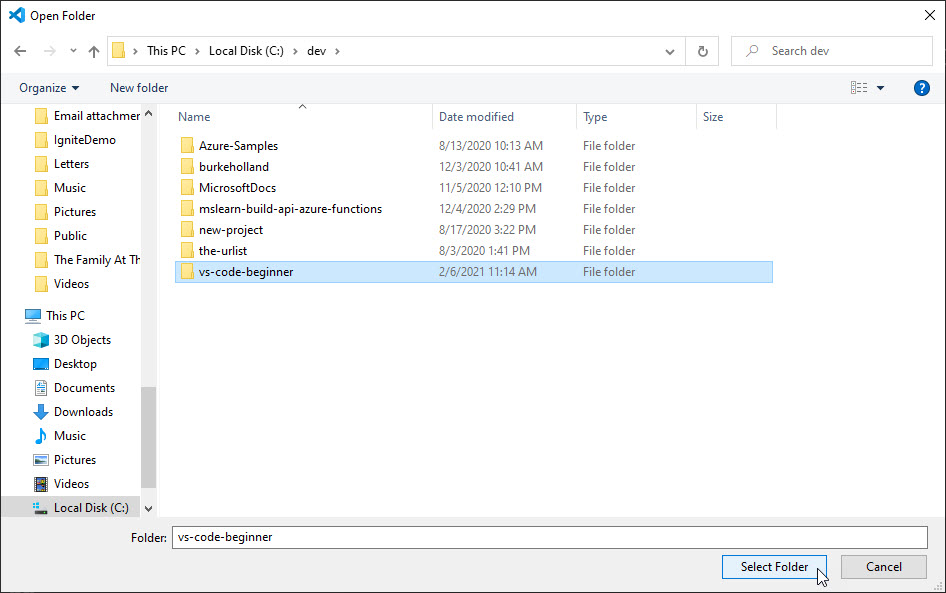 Open Folder
This PC > Local Disk (C:) > dev >
Search dev
Organize
New folder
?
Email attachmen
IgniteDemo
Letters
Music
Pictures
Public
The Family At Th
Videos
This PC
3D Objects
Desktop
Documents
Downloads
Music
Pictures
Videos
Local Disk (C:)
Name Date modified Type Size
Azure-Samples 8/13/2020 10:13 AM File folder
burkeholland 12/3/2020 10:41 AM File folder
MicrosoftDocs 11/5/2020 12:10 PM File folder
mslearn-build-api-azure-functions 12/4/2020 2:29 PM File folder
new-project 8/17/2020 3:22 PM File folder
the-urlist 8/3/2020 1:41 PM File folder
vs-code-beginner 2/6/2021 11:14 AM File folder
Folder: vs-code-beginner
Select Folder Cancel